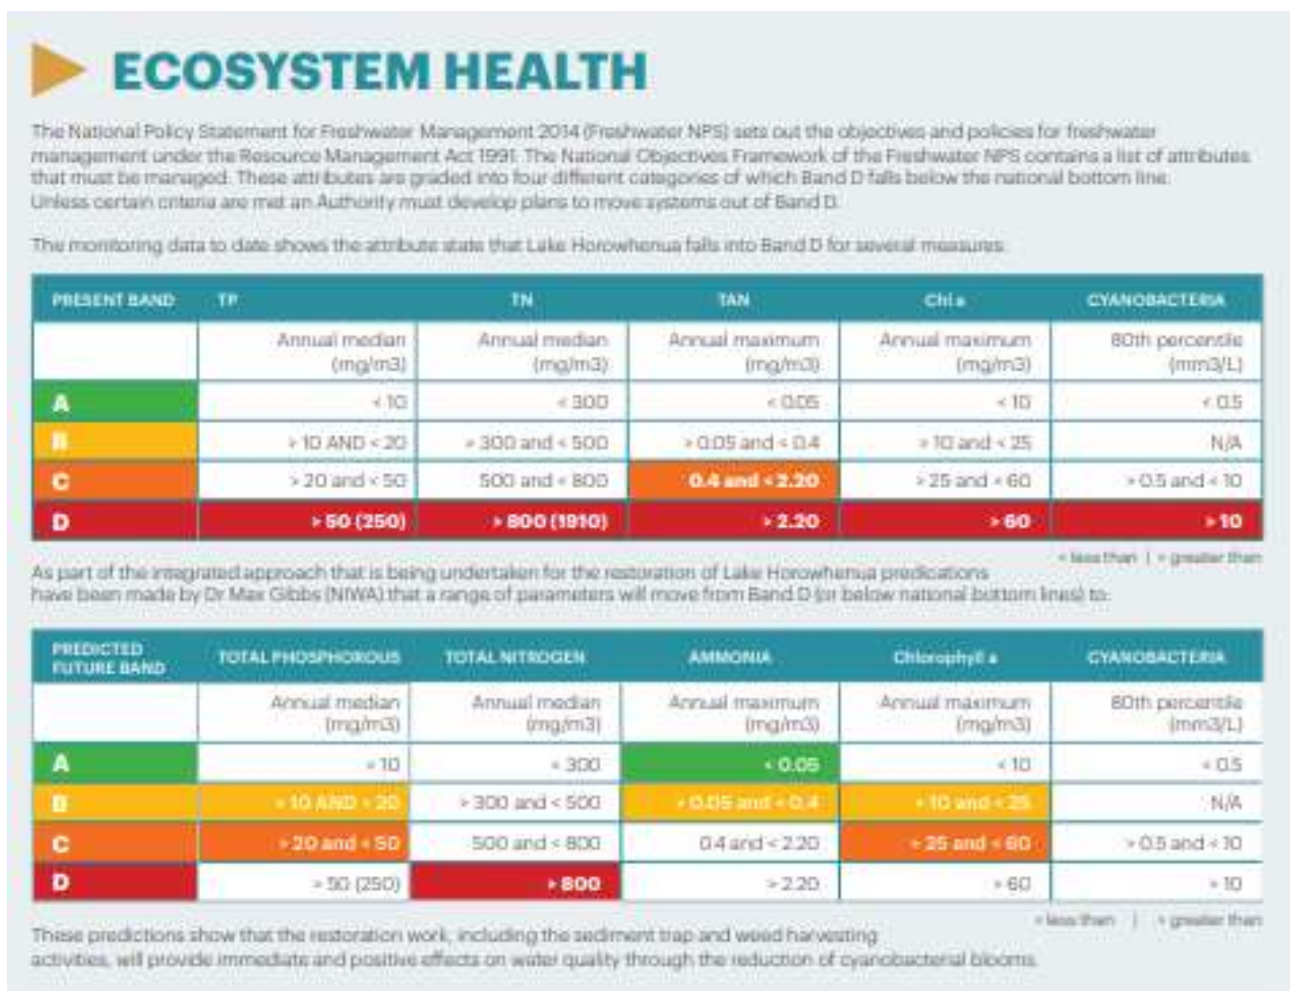 ECOSYSTEM HEALTH
The National Policy Statement for Freshwater Management 2014 (Freshwater NPS) sets out the objectives and policies for freshwater
management under the Resource Management Act 1991. The National Objectives Framework of the Freshwater NPS contains a list of attributes
that must be managed. These attributes are graded into four different categories of which Band D falls below the national bottom line.
Unless certain criteria are met an Authority must develop plans to move systems out of Band D.
The monitoring data to date shows the attribute state that Lake Horowhenua falls into Band D for several measures:
PRESENT BAND TP TN TAN Chl a CYANOBACTERIA
Annual median Annual median Annual maximum Annual maximum 80th percentile
(mg/m3) (mg/m3) (mg/m3) (mg/m3) (mm3/L)
A < 10 < 300 < 0.05 < 10 < 0.5
B > 10 AND < 20 > 300 and < 500 > 0.05 and < 0.4 > 10 and < 25 N/A
C > 20 and < 50 500 and < 800 0.4 and < 2.20 > 25 and < 60 > 0.5 and < 10
D > 50 (250) > 800 (1910) > 2.20 > 60 > 10
< less than | > greater than
As part of the integrated approach that is being undertaken for the restoration of Lake Horowhenua predications
have been made by Dr Max Gibbs (NIWA) that a range of parameters will move from Band D (or below national bottom lines) to:
PREDICTED
FUTURE BAND TOTAL PHOSPHOROUS TOTAL NITROGEN AMMONIA Chlorophyll a CYANOBACTERIA
Annual median Annual median Annual maximum Annual maximum 80th percentile
(mg/m3) (mg/m3) (mg/m3) (mg/m3) (mm3/L)
A < 10 < 300 < 0.05 < 10 < 0.5
B > 10 AND < 20 > 300 and < 500 > 0.05 and < 0.4 > 10 and < 25 N/A
C > 20 and < 50 500 and < 800 0.4 and < 2.20 > 25 and < 60 > 0.5 and < 10
D > 50 (250) > 800 > 2.20 > 60 > 10
< less than | > greater than
These predictions show that the restoration work, including the sediment trap and weed harvesting
activities, will provide immediate and positive effects on water quality through the reduction of cyanobacterial blooms.